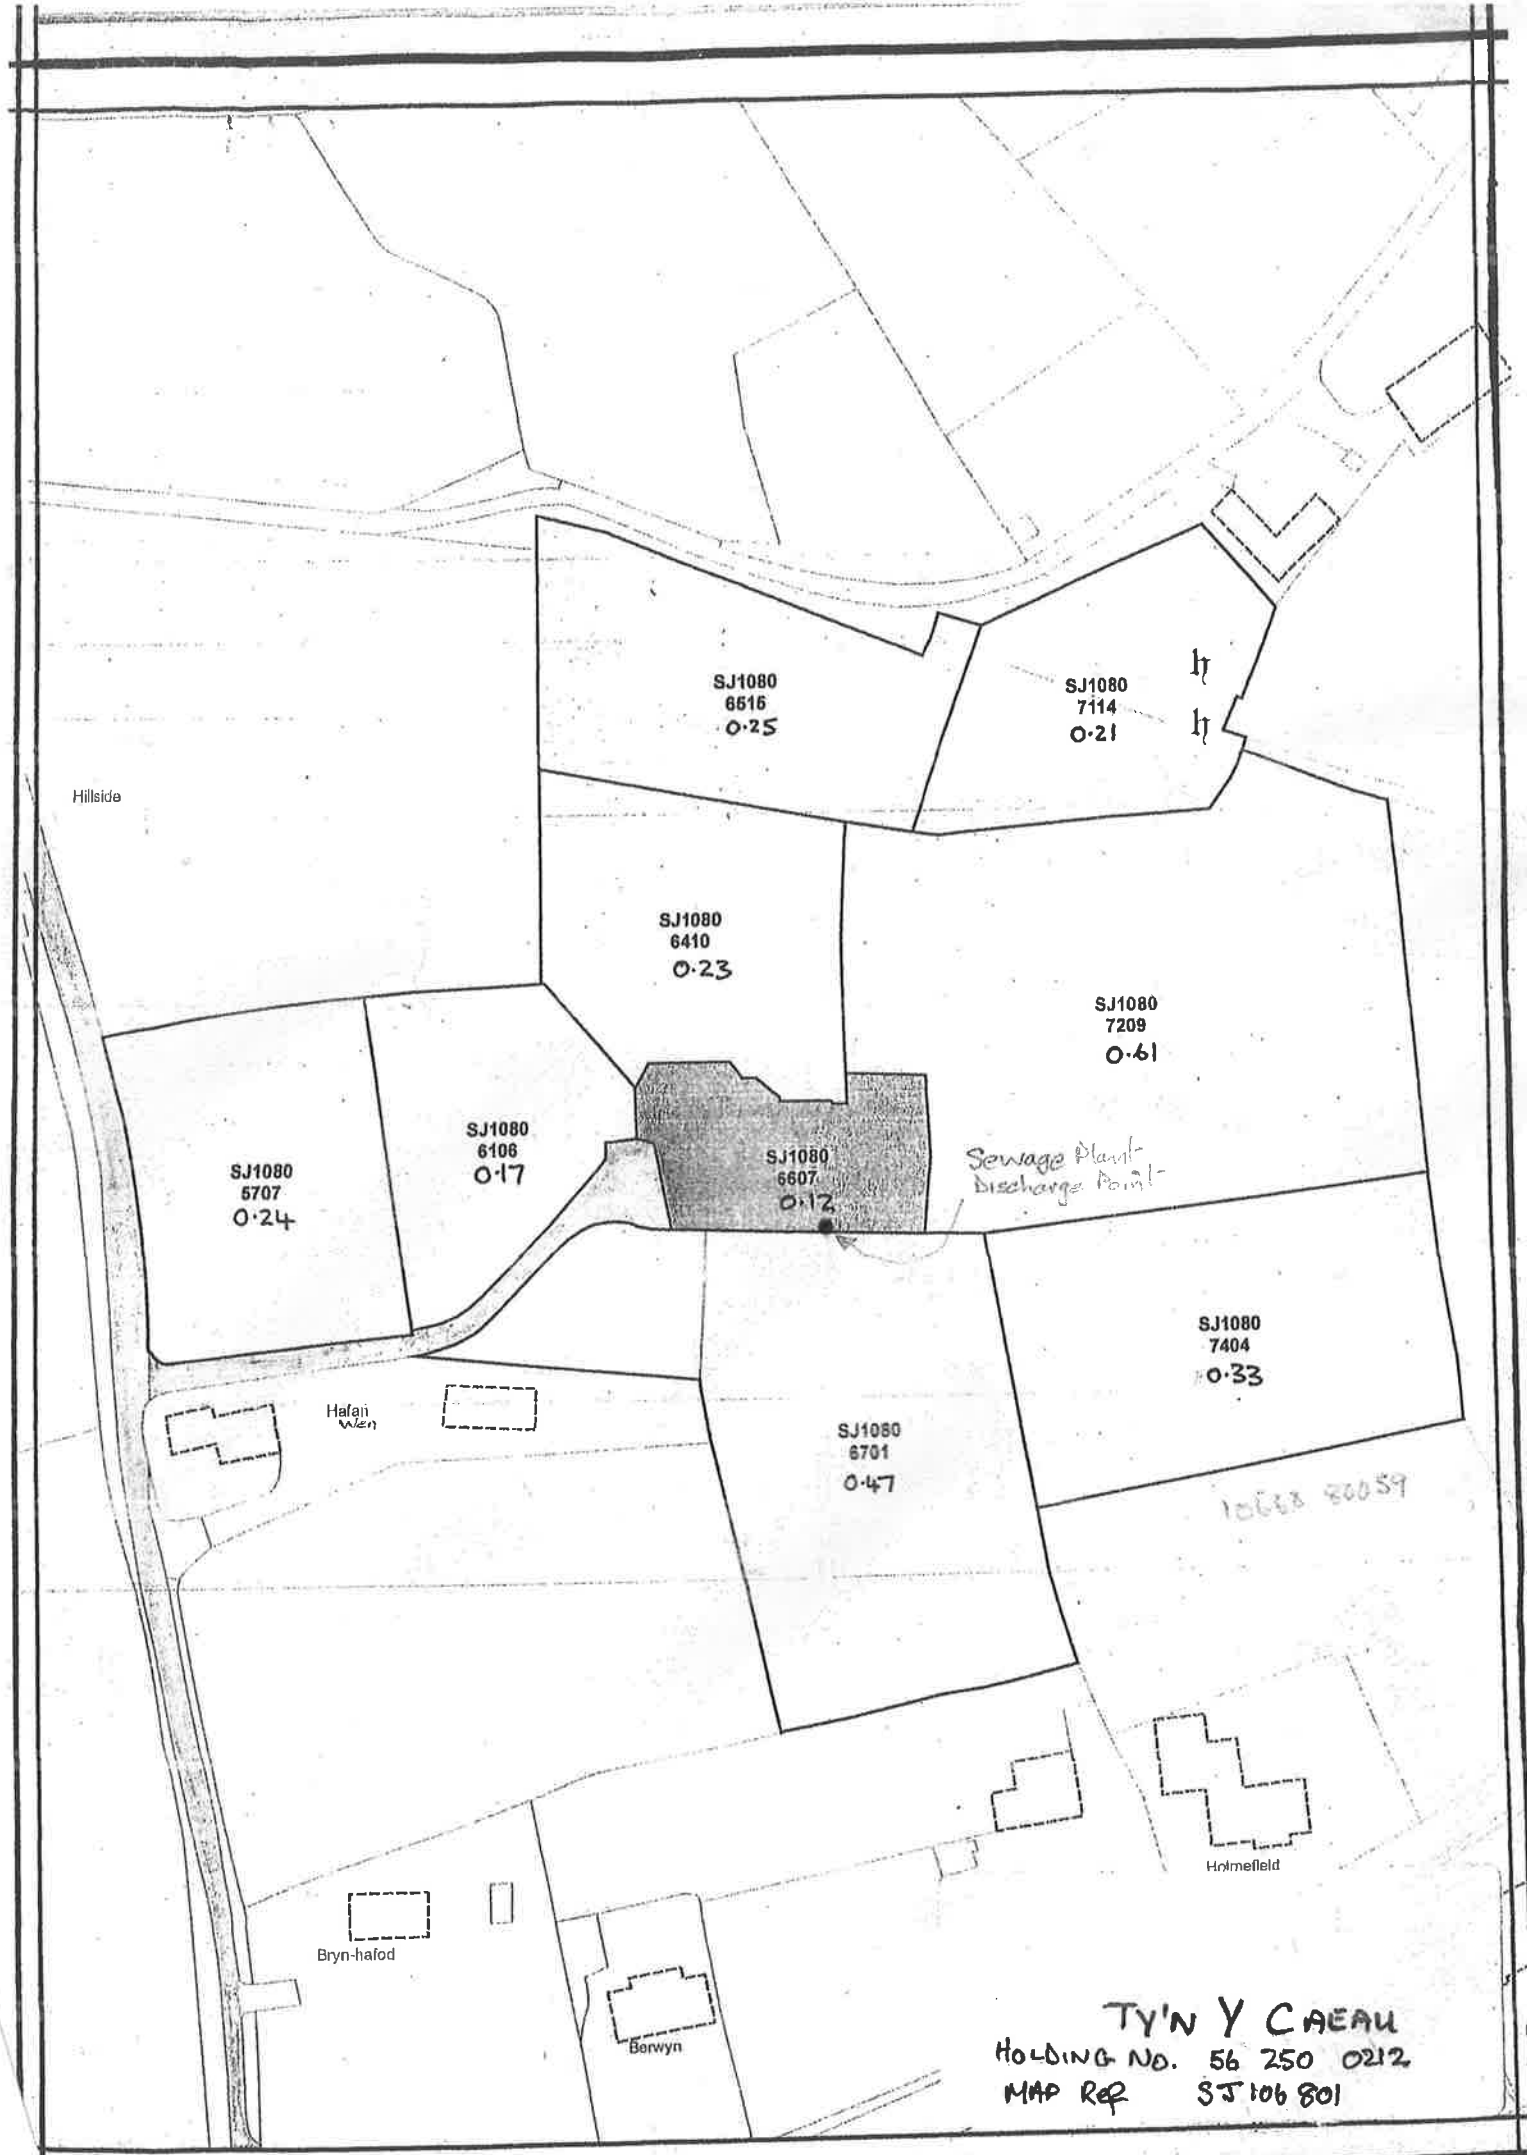 SJ1080
6516
0.25
SJ1080
7114
0.21
h
h
Hillside
SJ1080
6410
0.23
SJ1080
7209
0.61
SJ1080
5707
0.24
SJ1080
6106
0.17
SJ1080
6607
0.12
Sewage Plant
Discharge Point
SJ1080
7404
0.33
Hafan
Wen
SJ1080
6701
0.47
80059
Holmefield
Bryn-hafod
Berwyn
TY'N Y CAEAU
HOLDING NO. 56 250 0212
MAP Ref SJ 106 801